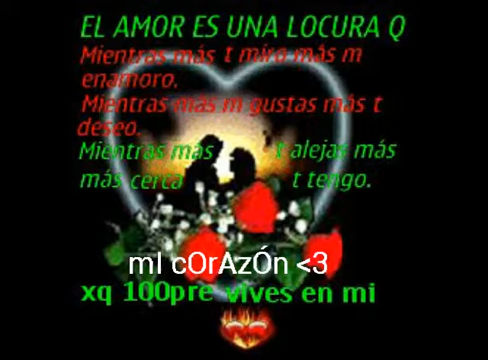 EL AMOR ES UNA LOCURA Q
Mientras más t miro más m
enamoro.
Mientras más m gustas más t
deseo.
Mientras más t alejas más
más cerca t tengo.
mI cOrAzÓn <3
xq 100pre vives en mi